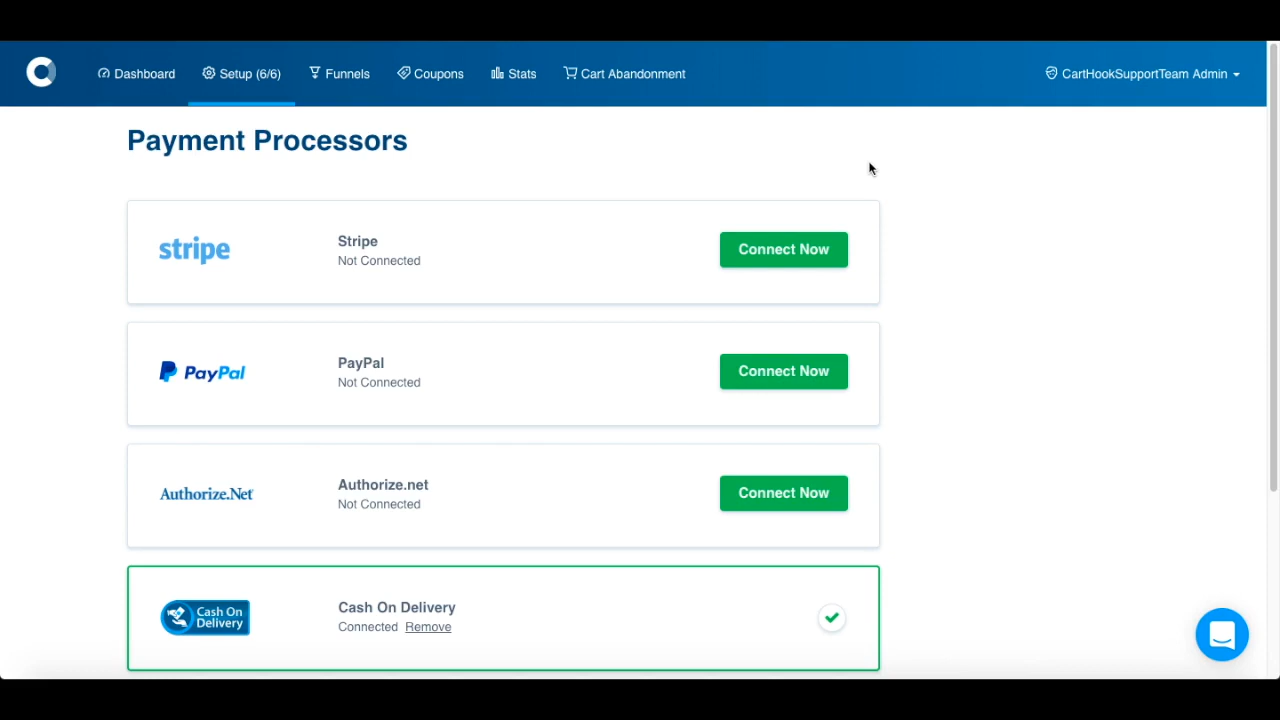 Dashboard
Setup (6/6)
Funnels
Coupons
Stats
Cart Abandonment
CartHookSupportTeam Admin
Payment Processors
stripe
Stripe
Not Connected
Connect Now
PayPal
PayPal
Not Connected
Connect Now
Authorize.Net
Authorize.net
Not Connected
Connect Now
Cash On
Delivery
Cash On Delivery
Connected Remove